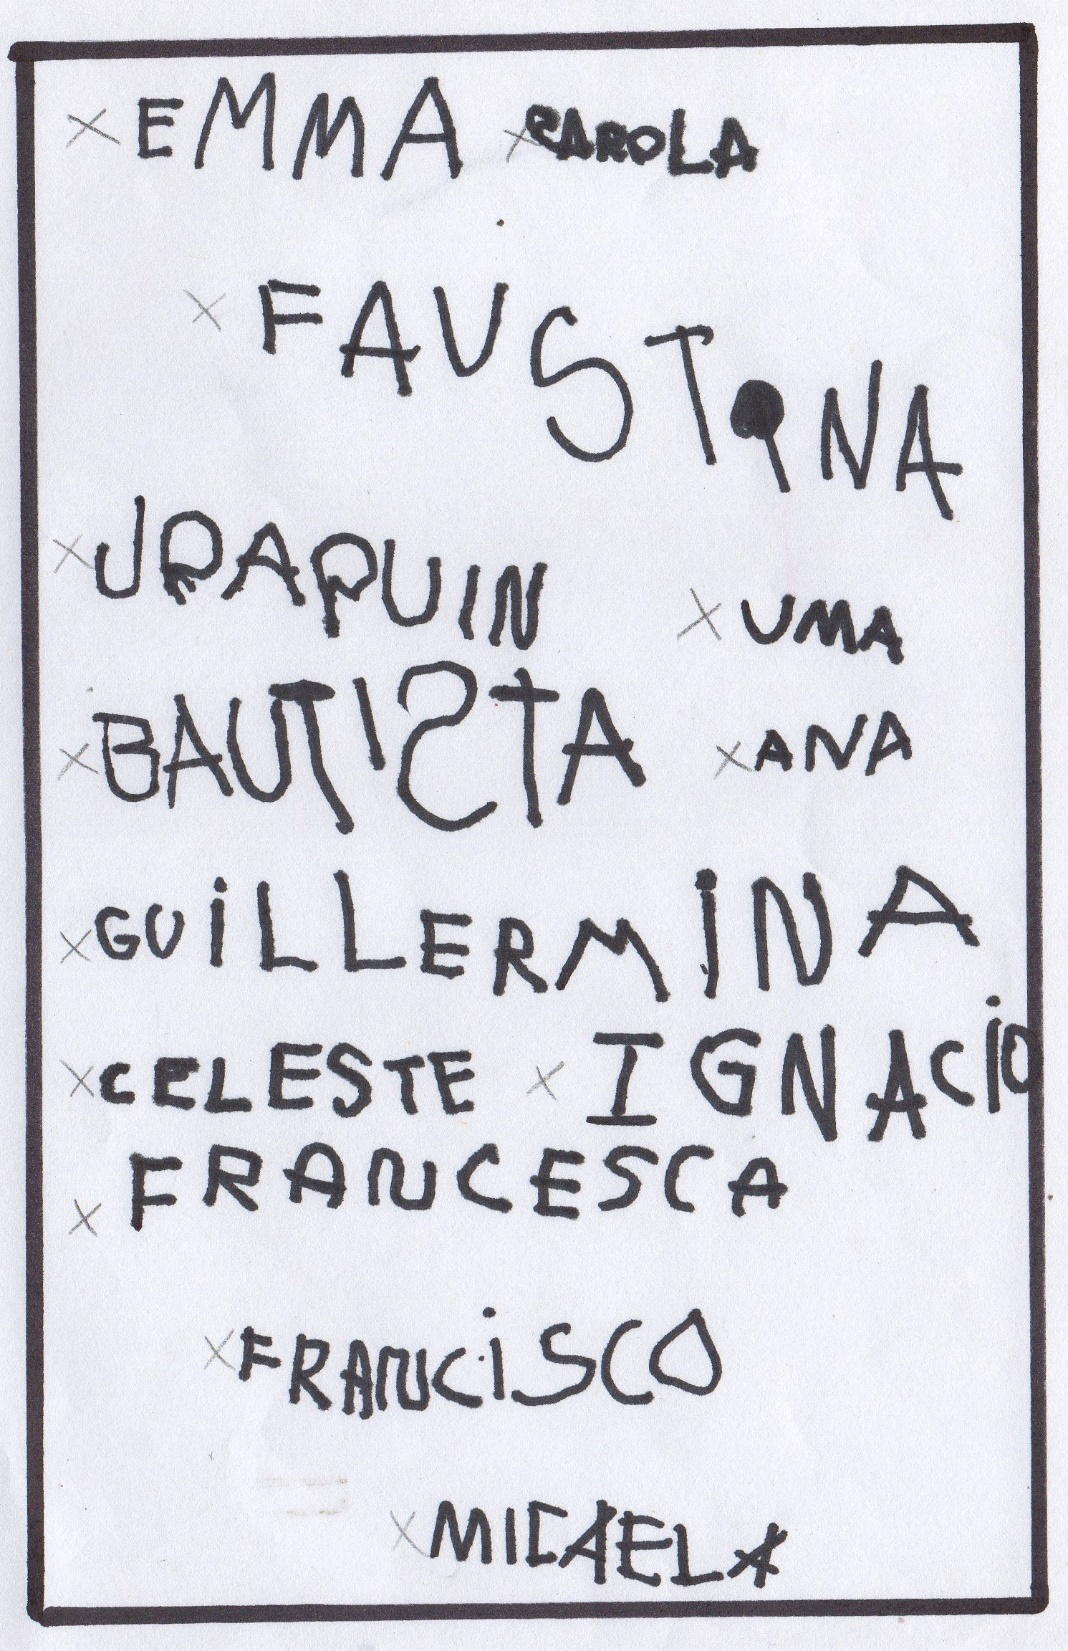 EMMA CAROLA
FAUSTINA
JOAQUIN
UMA
BAUTISTA
ANA
GUiLLERMiNA
CELESTE IGNACiO
FRANCESCA
FRANCiSCO
MICAELA